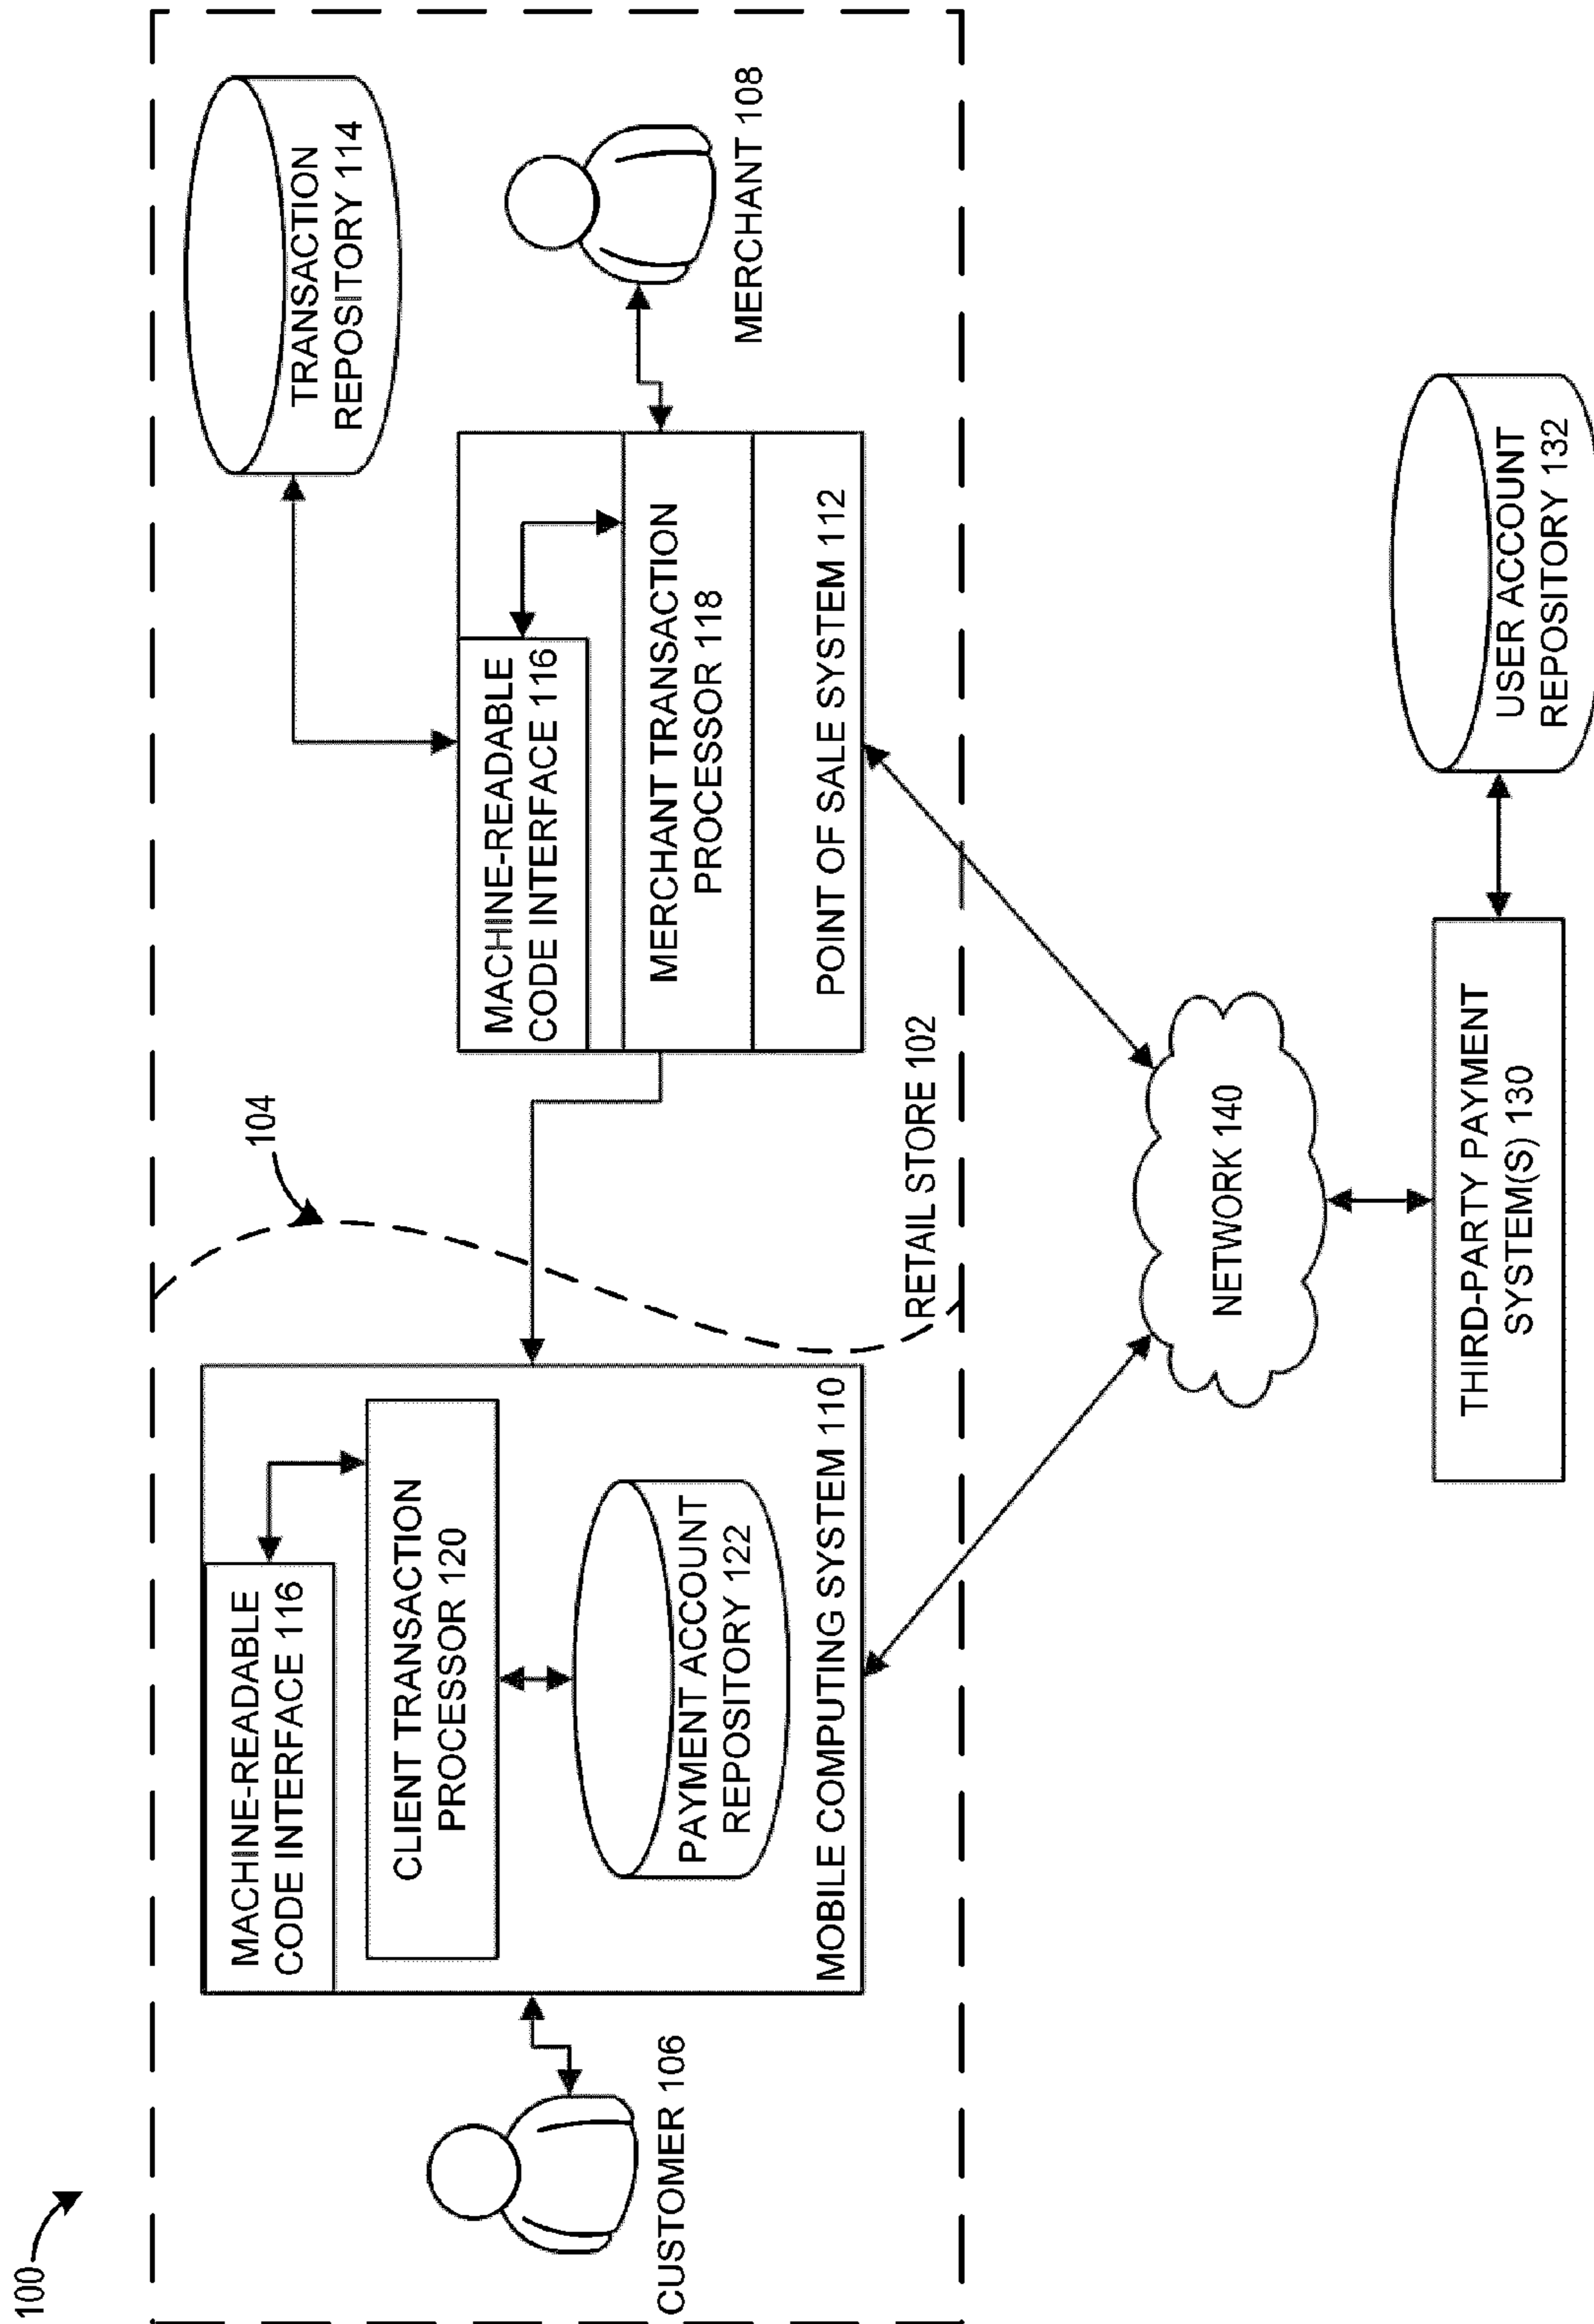 100
104
TRANSACTION
REPOSITORY 114
MACHINE-READABLE
CODE INTERFACE 116
CLIENT TRANSACTION
PROCESSOR 120
PAYMENT ACCOUNT
REPOSITORY 122
MOBILE COMPUTING SYSTEM 110
CUSTOMER 106
MACHINE-READABLE
CODE INTERFACE 116
MERCHANT TRANSACTION
PROCESSOR 118
POINT OF SALE SYSTEM 112
MERCHANT 108
RETAIL STORE 102
NETWORK 140
THIRD-PARTY PAYMENT
SYSTEM(S) 130
USER ACCOUNT
REPOSITORY 132